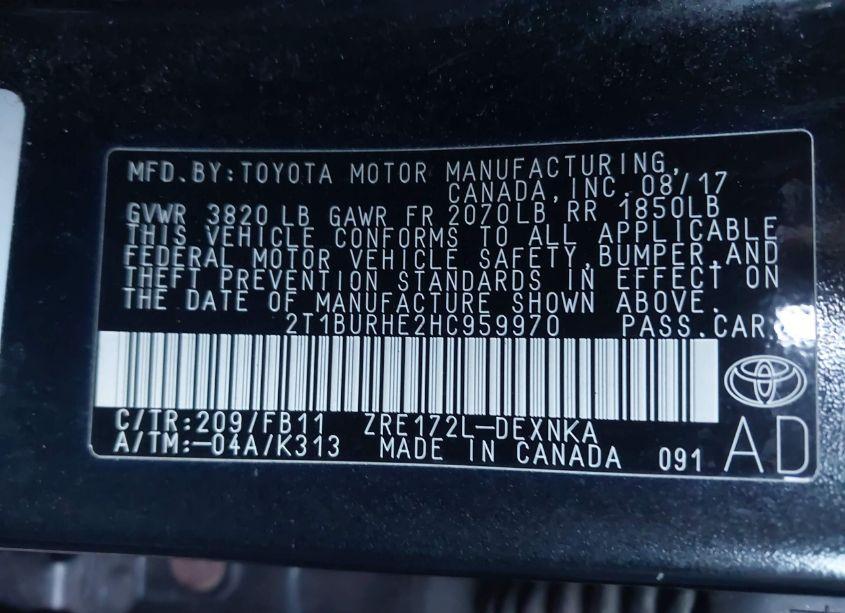 MFD.BY:TOYOTA MOTOR MANUFACTURING,
CANADA,INC. 08/17
GVWR 3820 LB GAWR FR 2070LB RR 1850LB
THIS VEHICLE CONFORMS TO ALL APPLICABLE
FEDERAL MOTOR VEHICLE SAFETY,BUMPER,AND
THEFT PREVENTION STANDARDS IN EFFECT ON
THE DATE OF MANUFACTURE SHOWN ABOVE.
2T1BURHE2HC959970 PASS.CAR
C/TR:209/FB11 ZRE172L-DEXNKA
A/TM:-04A/K313 MADE IN CANADA 091 AD